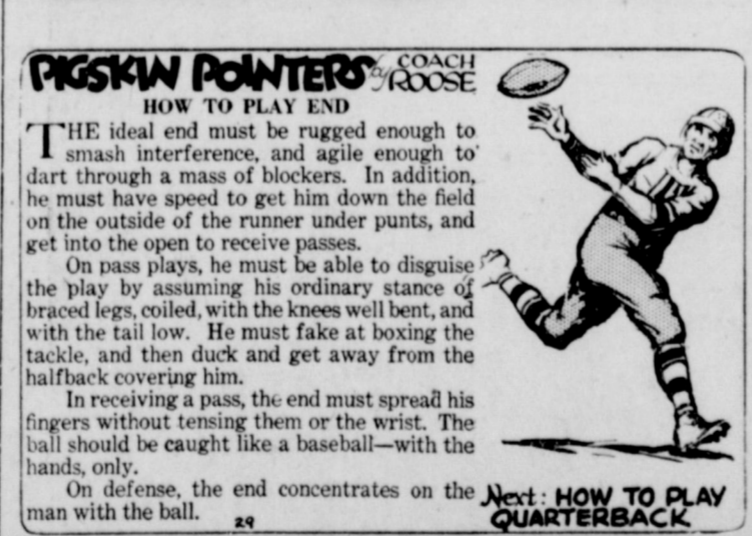 PIGSKIN POINTERS by COACH ROOSE
HOW TO PLAY END
THE ideal end must be rugged enough to
smash interference, and agile enough to
dart through a mass of blockers. In addition,
he must have speed to get him down the field
on the outside of the runner under punts, and
get into the open to receive passes.
On pass plays, he must be able to disguise
the play by assuming his ordinary stance of
braced legs, coiled, with the knees well bent, and
with the tail low. He must fake at boxing the
tackle, and then duck and get away from the
halfback covering him.
In receiving a pass, the end must spread his
fingers without tensing them or the wrist. The
ball should be caught like a baseball—with the
hands, only.
On defense, the end concentrates on the
man with the ball.
29
Next: HOW TO PLAY
QUARTERBACK